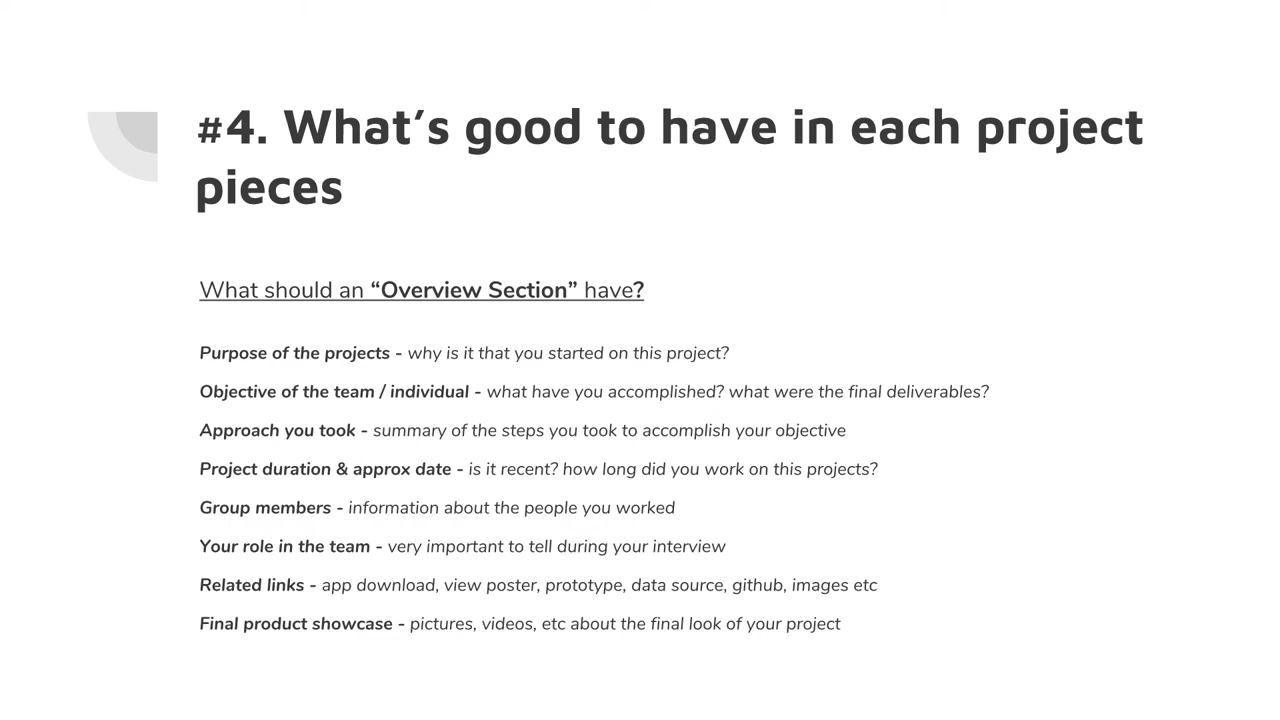 #4. What’s good to have in each project
pieces
What should an “Overview Section” have?
Purpose of the projects - why is it that you started on this project?
Objective of the team / individual - what have you accomplished? what were the final deliverables?
Approach you took - summary of the steps you took to accomplish your objective
Project duration & approx date - is it recent? how long did you work on this projects?
Group members - information about the people you worked
Your role in the team - very important to tell during your interview
Related links - app download, view poster, prototype, data source, github, images etc
Final product showcase - pictures, videos, etc about the final look of your project